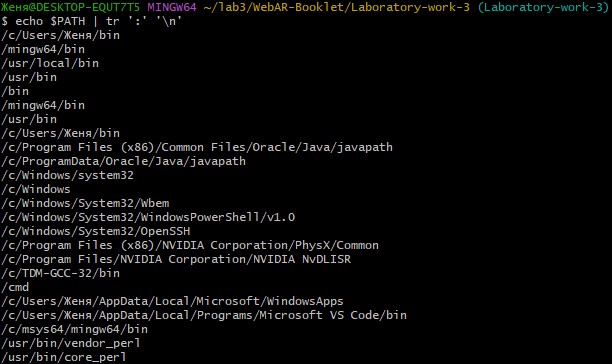 Женя@DESKTOP-EQUT7T5 MINGW64 ~/lab3/WebAR-Booklet/Laboratory-work-3 (Laboratory-work-3)
$ echo $PATH | tr ':' '\n'
/c/Users/Женя/bin
/mingw64/bin
/usr/local/bin
/usr/bin
/bin
/mingw64/bin
/usr/bin
/c/Users/Женя/bin
/c/Program Files (x86)/Common Files/Oracle/Java/javapath
/c/ProgramData/Oracle/Java/javapath
/c/Windows/system32
/c/Windows
/c/Windows/System32/Wbem
/c/Windows/System32/WindowsPowerShell/v1.0
/c/Windows/System32/OpenSSH
/c/Program Files (x86)/NVIDIA Corporation/PhysX/Common
/c/Program Files/NVIDIA Corporation/NVIDIA NvDLISR
/c/TDM-GCC-32/bin
/cmd
/c/Users/Женя/AppData/Local/Microsoft/WindowsApps
/c/Users/Женя/AppData/Local/Programs/Microsoft VS Code/bin
/c/msys64/mingw64/bin
/usr/bin/vendor_perl
/usr/bin/core_perl